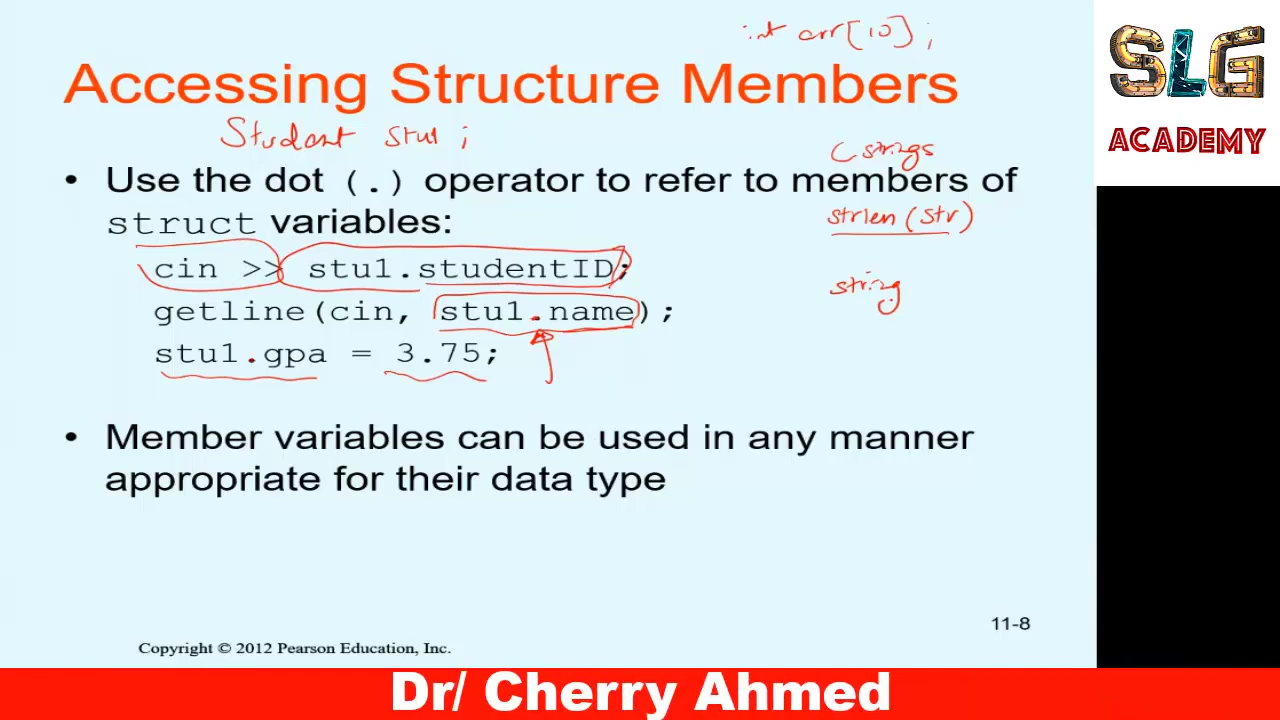 int arr[10];
SLG
ACADEMY
Accessing Structure Members
Student stu1;
C strings
• Use the dot (.) operator to refer to members of
struct variables:
strlen(str)
cin >> stu1.studentID;
string
getline(cin, stu1.name);
stu1.gpa = 3.75;
• Member variables can be used in any manner
appropriate for their data type
11-8
Copyright © 2012 Pearson Education, Inc.
Dr/ Cherry Ahmed